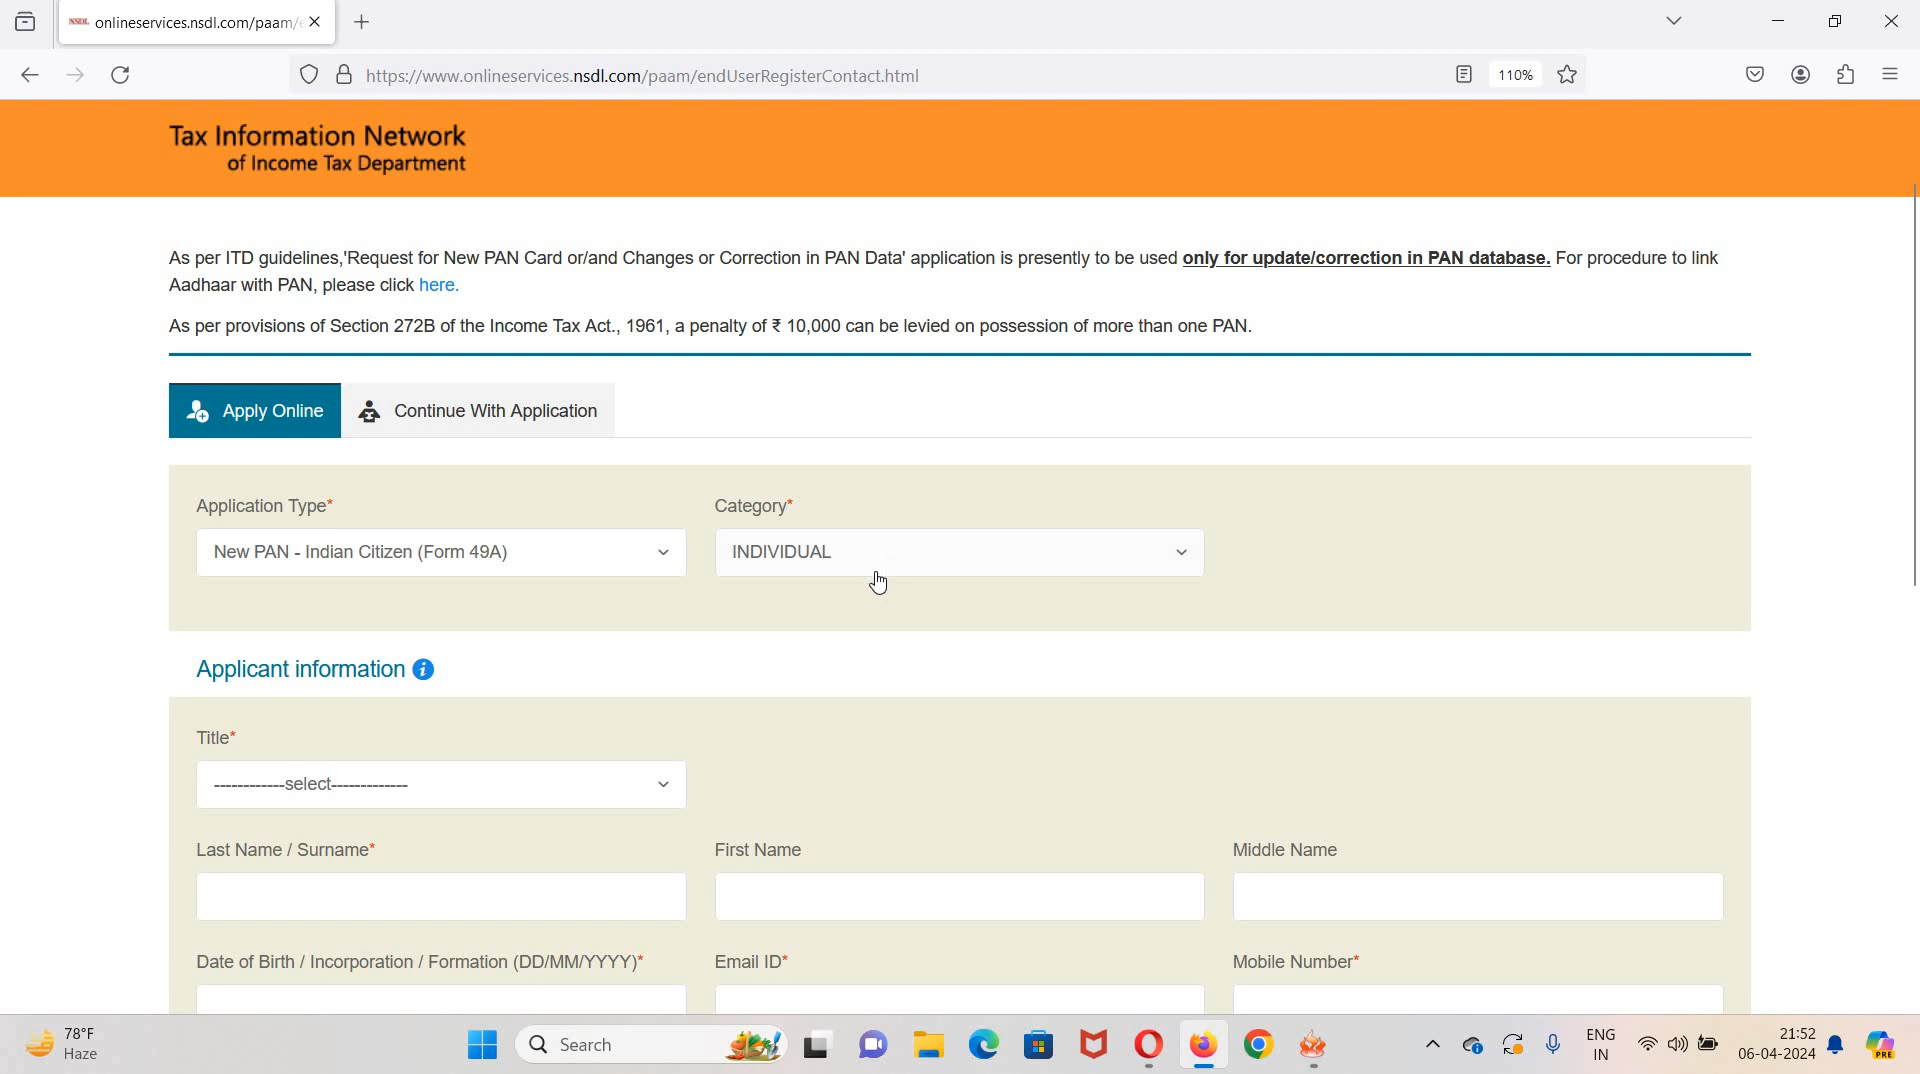 NSDL onlineservices.nsdl.com/paam/e
https://www.onlineservices.nsdl.com/paam/endUserRegisterContact.html
110%
Tax Information Network
of Income Tax Department
As per ITD guidelines,'Request for New PAN Card or/and Changes or Correction in PAN Data' application is presently to be used only for update/correction in PAN database. For procedure to link
Aadhaar with PAN, please click here.
As per provisions of Section 272B of the Income Tax Act., 1961, a penalty of ₹ 10,000 can be levied on possession of more than one PAN.
Apply Online
Continue With Application
Application Type*
Category*
New PAN - Indian Citizen (Form 49A)
INDIVIDUAL
Applicant information
Title*
------------select-------------
Last Name / Surname*
First Name
Middle Name
Date of Birth / Incorporation / Formation (DD/MM/YYYY)*
Email ID*
Mobile Number*
78°F
Haze
Search
ENG
IN
21:52
06-04-2024
PRE